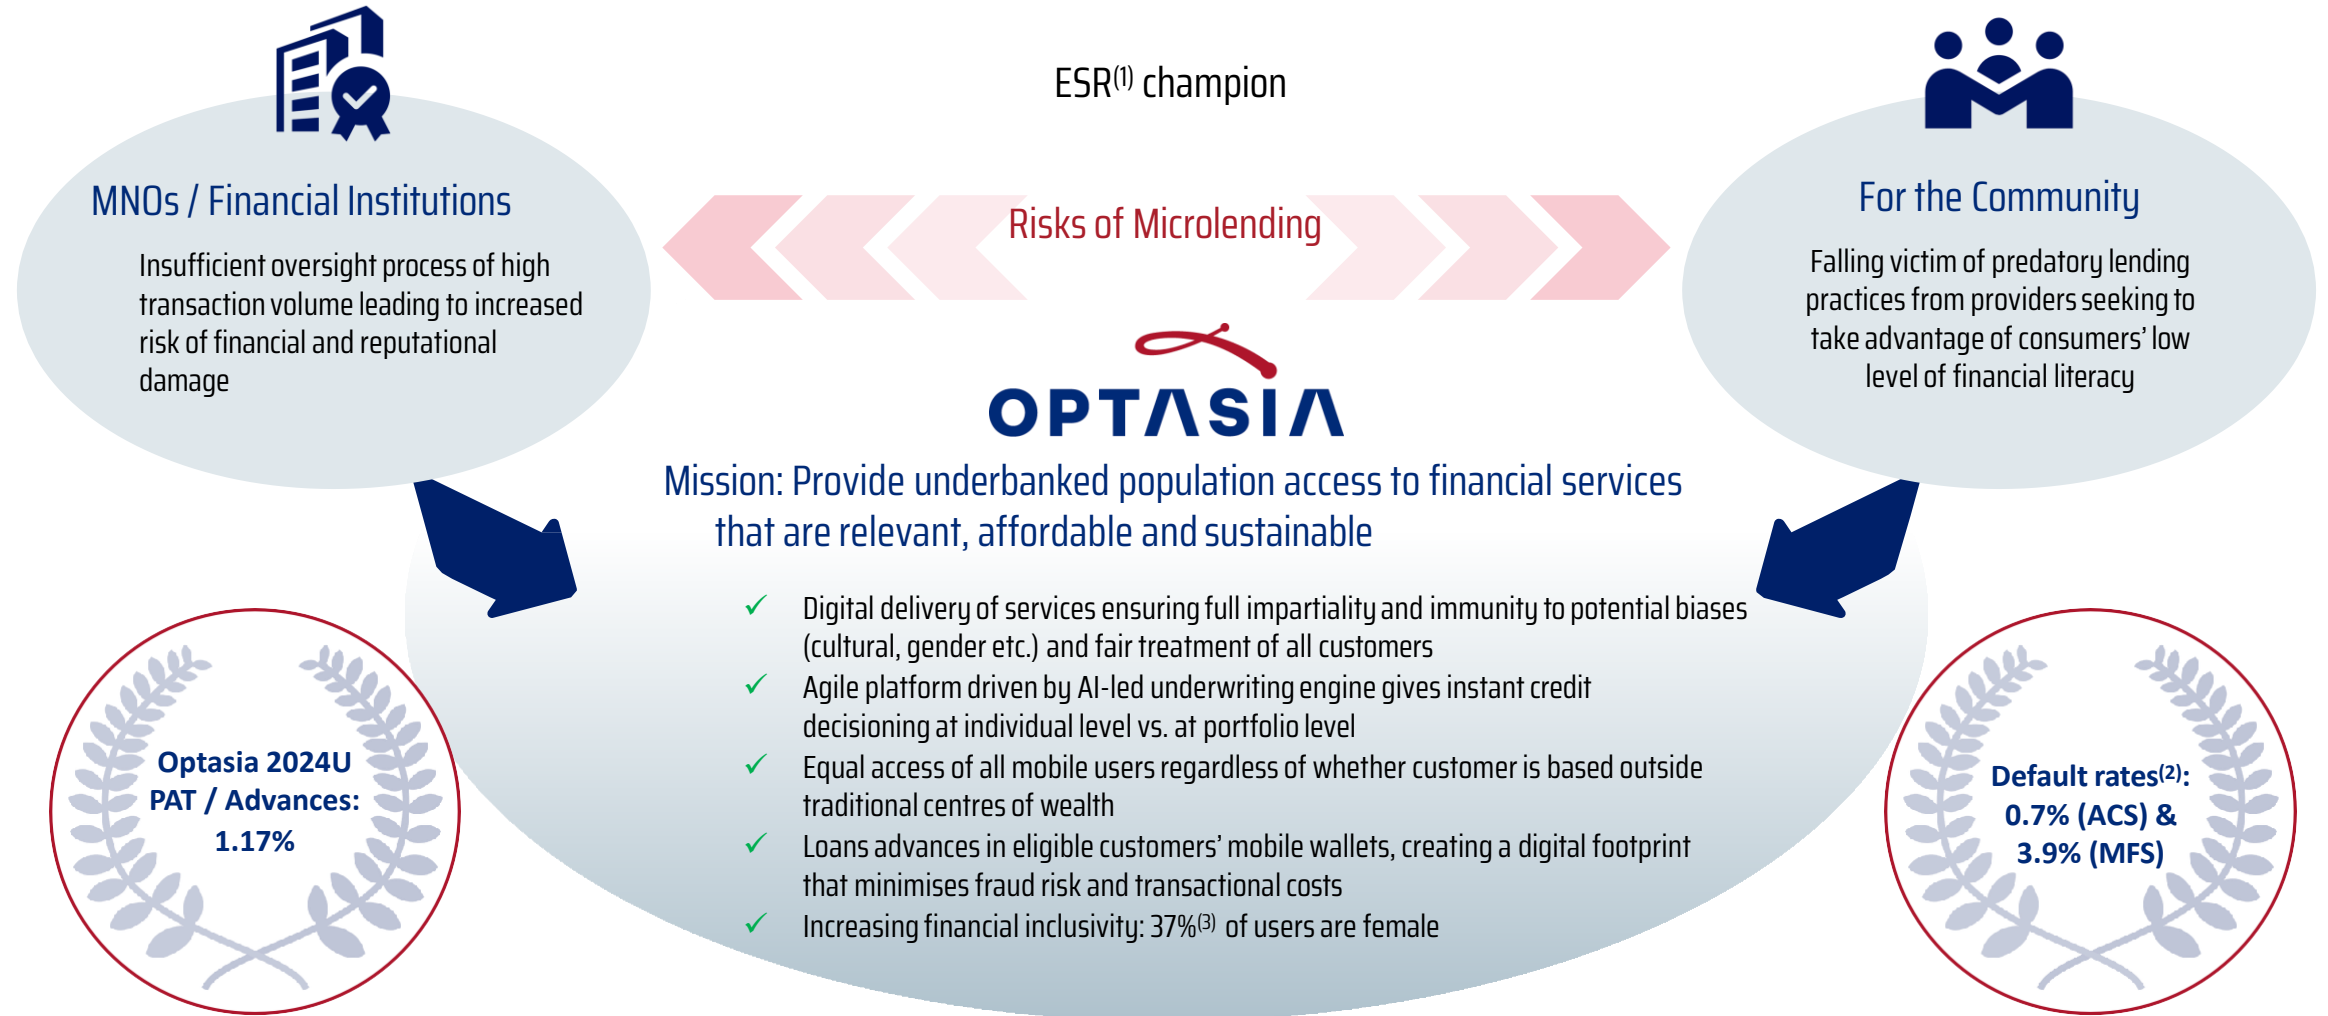 ESR(1) champion
MNOs / Financial Institutions
Insufficient oversight process of high
transaction volume leading to increased
risk of financial and reputational
damage
Risks of Microlending
For the Community
Falling victim of predatory lending
practices from providers seeking to
take advantage of consumers’ low
level of financial literacy
OPTASIA
Mission: Provide underbanked population access to financial services
that are relevant, affordable and sustainable
✓ Digital delivery of services ensuring full impartiality and immunity to potential biases
(cultural, gender etc.) and fair treatment of all customers
✓ Agile platform driven by AI-led underwriting engine gives instant credit
decisioning at individual level vs. at portfolio level
✓ Equal access of all mobile users regardless of whether customer is based outside
traditional centres of wealth
✓ Loans advances in eligible customers’ mobile wallets, creating a digital footprint
that minimises fraud risk and transactional costs
✓ Increasing financial inclusivity: 37%(3) of users are female
Optasia 2024U
PAT / Advances:
1.17%
Default rates(2):
0.7% (ACS) &
3.9% (MFS)